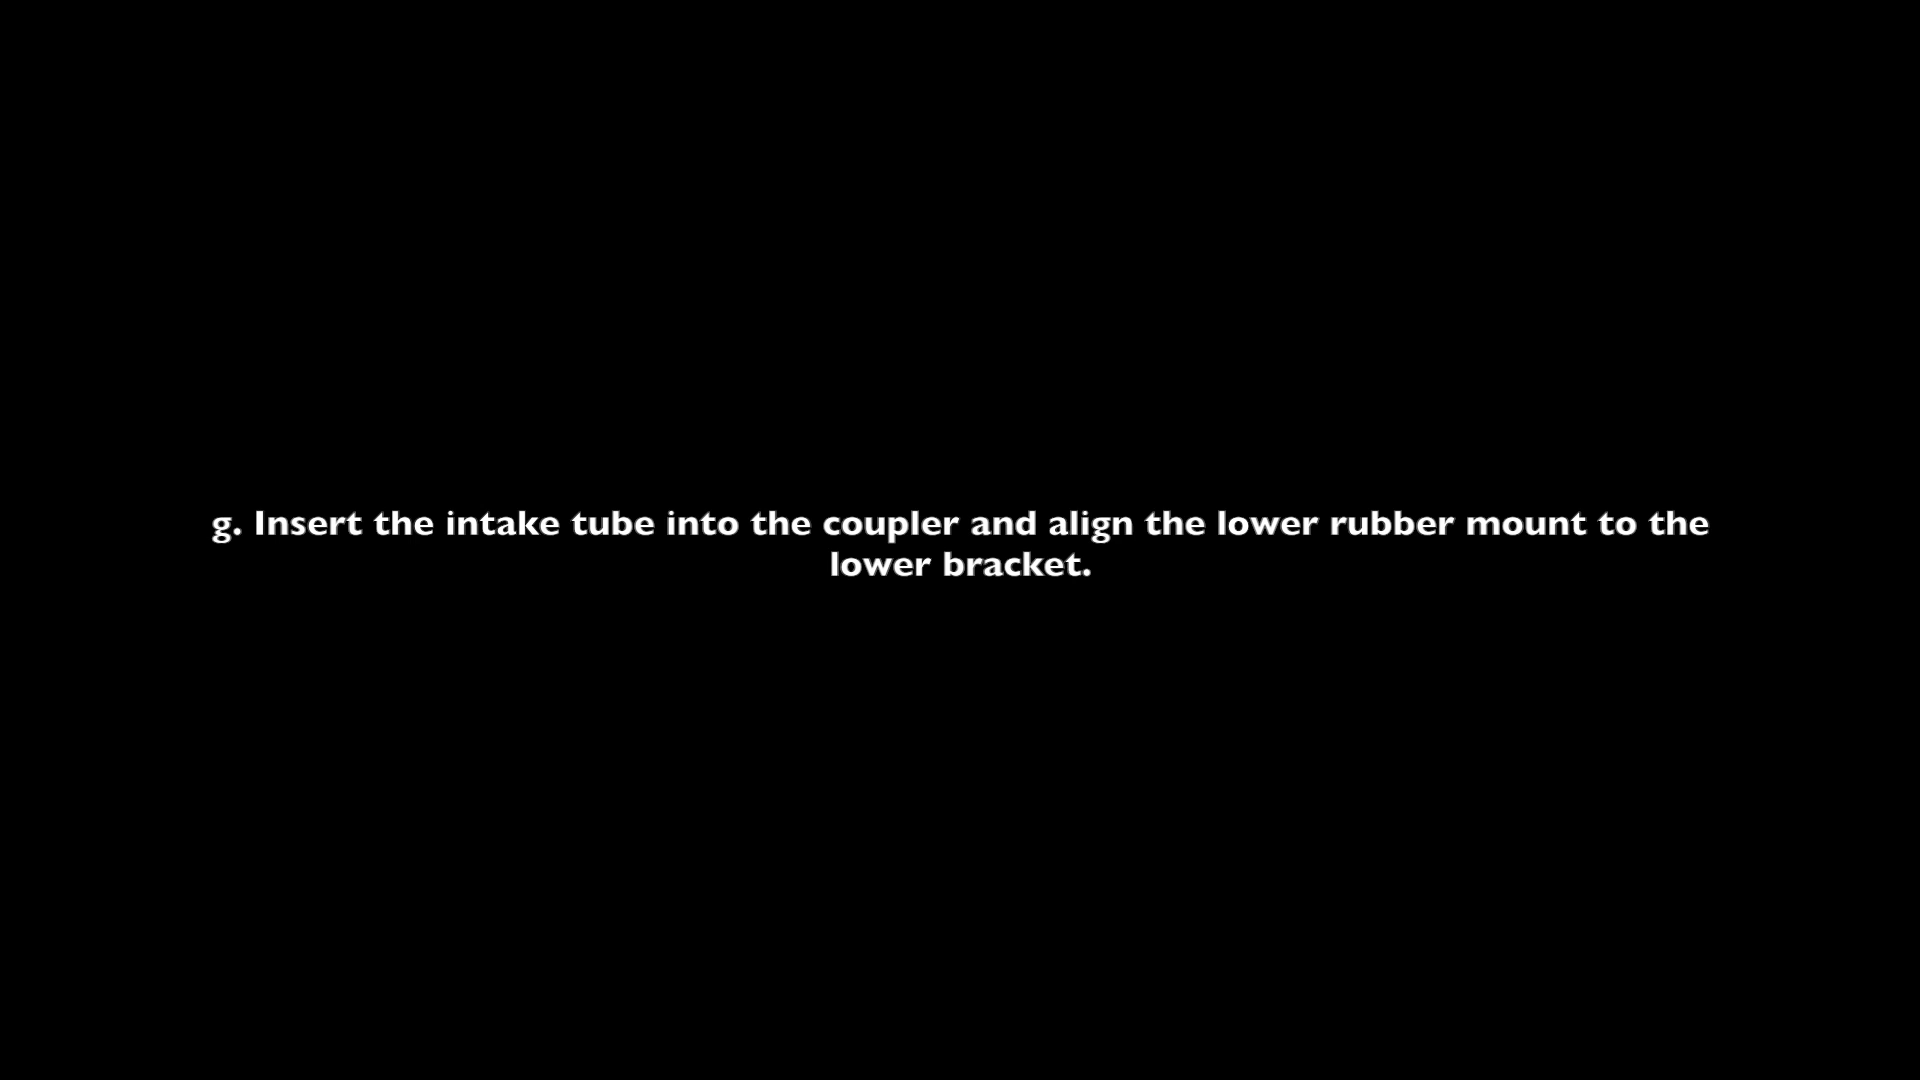 g. Insert the intake tube into the coupler and align the lower rubber mount to the
lower bracket.